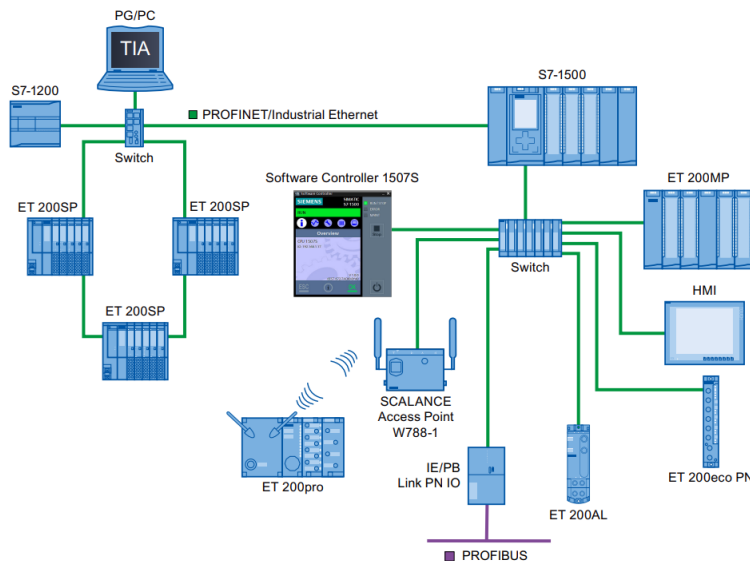 PG/PC
TIA
S7-1200
S7-1500
PROFINET/Industrial Ethernet
Switch
Software Controller 1507S
ET 200MP
SIEMENS
ET 200SP
ET 200SP
Overview
Switch
HMI
ET 200SP
SCALANCE
Access Point
W788-1
IE/PB
Link PN IO
ET 200eco PN
ET 200pro
ET 200AL
PROFIBUS